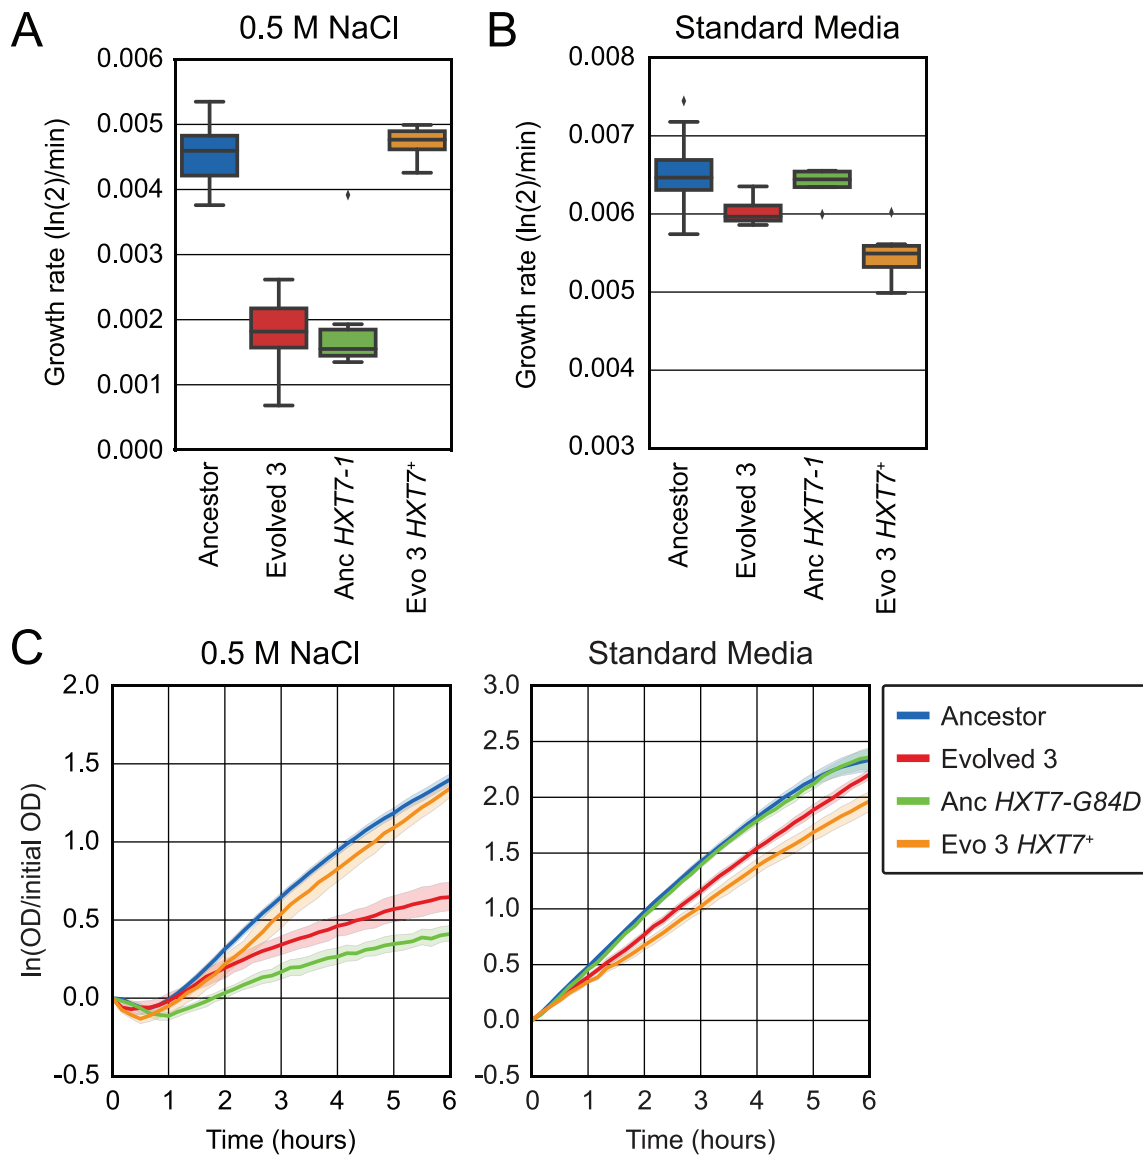 A
0.5 M NaCl
0.006
0.005
0.004
0.003
0.002
0.001
0.000
Growth rate (ln(2)/min)
Ancestor
Evolved 3
Anc HXT7-1
Evo 3 HXT7+
B
Standard Media
0.008
0.007
0.006
0.005
0.004
0.003
Growth rate (ln(2)/min)
Ancestor
Evolved 3
Anc HXT7-1
Evo 3 HXT7+
C
0.5 M NaCl
2.0
1.5
1.0
0.5
0.0
-0.5
ln(OD/initial OD)
0 1 2 3 4 5 6
Time (hours)
Standard Media
3.0
2.5
2.0
1.5
1.0
0.5
0.0
-0.5
0 1 2 3 4 5 6
Time (hours)
Ancestor
Evolved 3
Anc HXT7-G84D
Evo 3 HXT7+